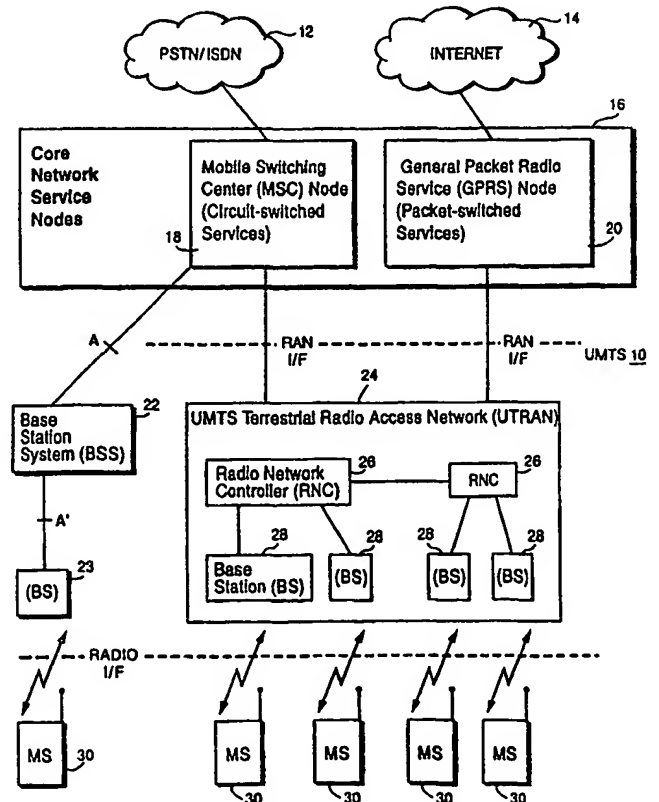 12
14
PSTN/ISDN
INTERNET
16
Core
Network
Service
Nodes
Mobile Switching
Center (MSC) Node
(Circuit-switched
Services)
18
General Packet Radio
Service (GPRS) Node
(Packet-switched
Services)
20
A
RAN
I/F
RAN
I/F
UMTS 10
22
24
Base
Station
System (BSS)
UMTS Terrestrial Radio Access Network (UTRAN)
26
26
Radio Network
Controller (RNC)
RNC
A'
28
28
28
28
23
(BS)
Base
Station (BS)
(BS)
(BS)
(BS)
RADIO
I/F
MS
30
MS
30
MS
30
MS
30
MS
30